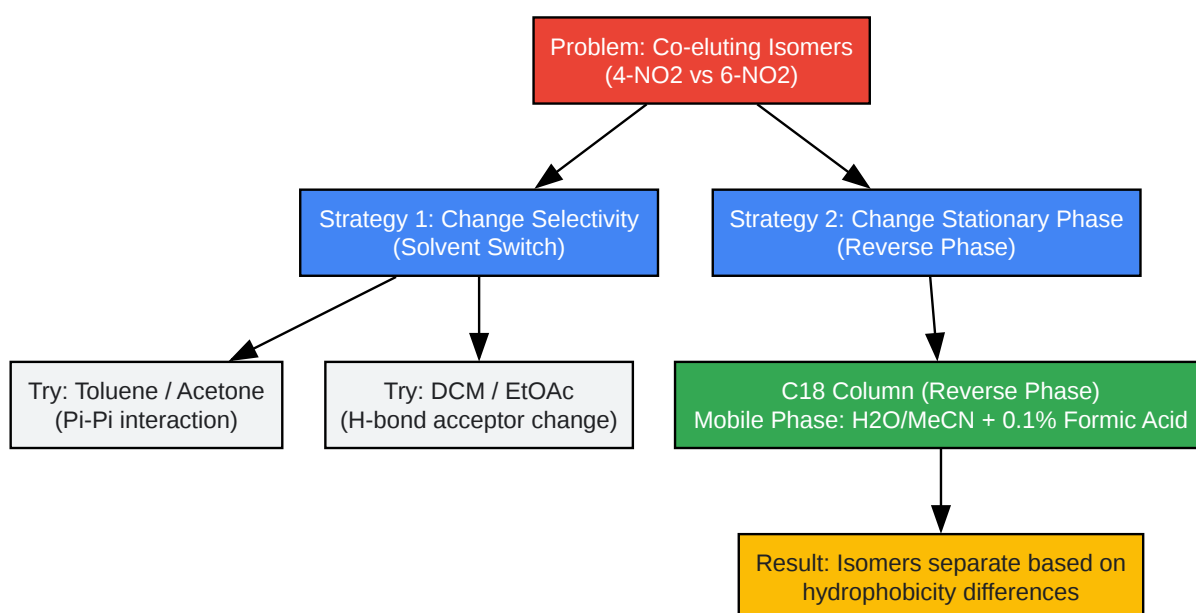 Problem: Co-eluting Isomers
(4-NO2 vs 6-NO2)
Strategy 1: Change Selectivity
(Solvent Switch)
Strategy 2: Change Stationary Phase
(Reverse Phase)
Try: Toluene / Acetone
(Pi-Pi interaction)
Try: DCM / EtOAc
(H-bond acceptor change)
C18 Column (Reverse Phase)
Mobile Phase: H2O/MeCN + 0.1% Formic Acid
Result: Isomers separate based on
hydrophobicity differences